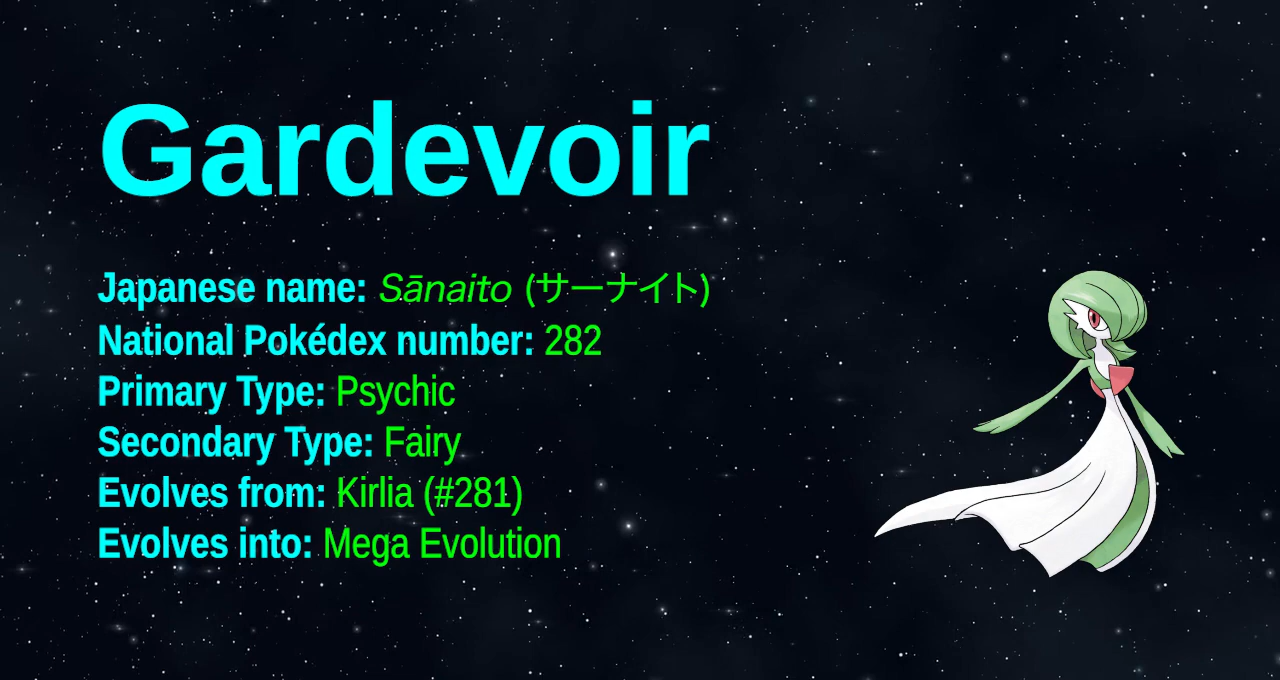 Gardevoir
Japanese name: Sānaito (サーナイト)
National Pokédex number: 282
Primary Type: Psychic
Secondary Type: Fairy
Evolves from: Kirlia (#281)
Evolves into: Mega Evolution